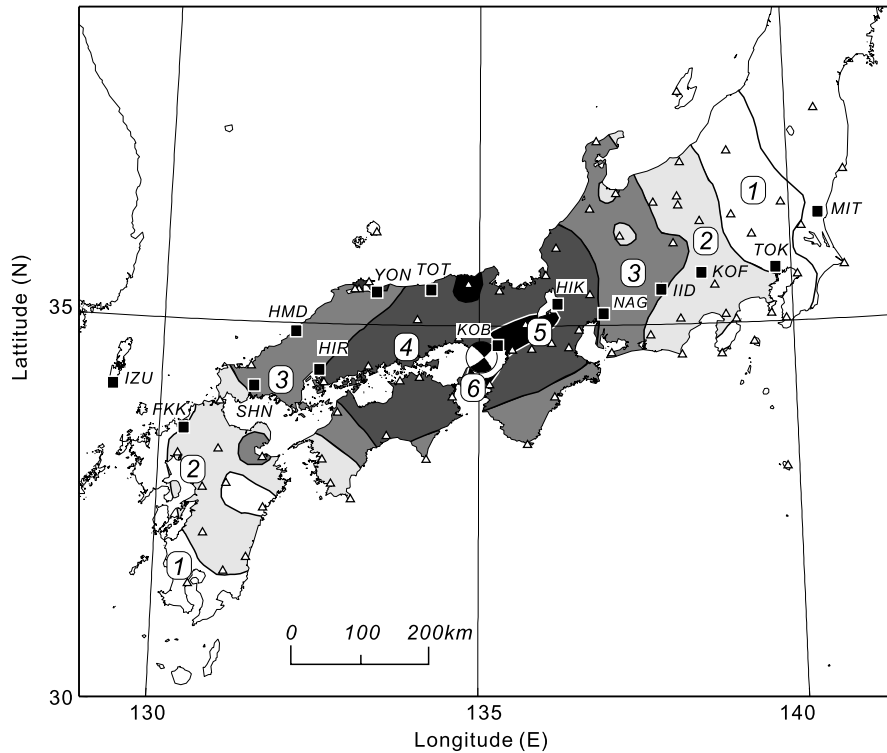 1
MIT
2
TOK
3
KOF
YON
TOT
IID
HIK
NAG
35
HMD
KOB
5
HIR
4
IZU
3
6
FKK
SHN
2
1
0 100 200km
30
130 135 140
Longitude (E)
Lattitude (N)